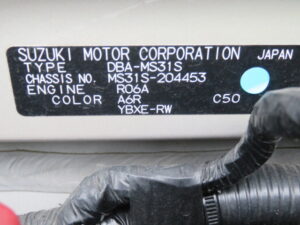 SUZUKI MOTOR CORPORATION JAPAN
TYPE DBA-MS31S
CHASSIS NO. MS31S-204453
ENGINE R06A
COLOR A6R C50
YBXE-RW